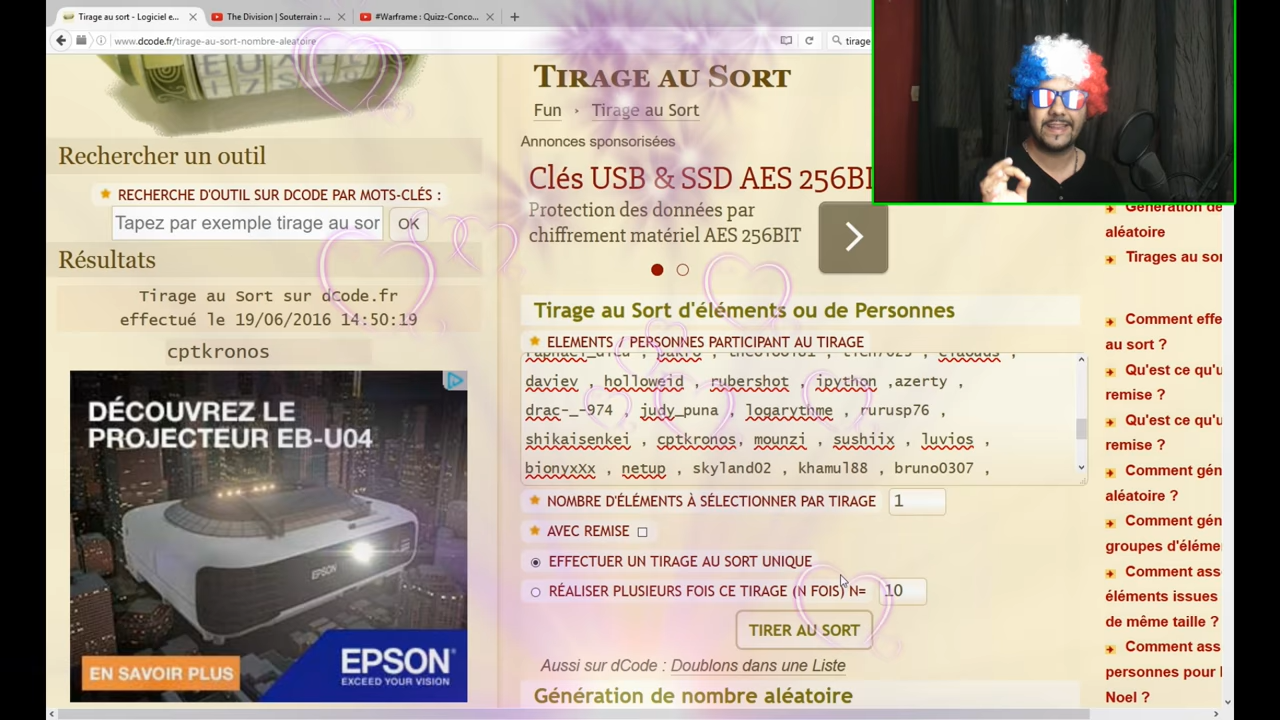 Tirage au sort - Logiciel e...
The Division | Souterrain : ...
#Warframe : Quizz-Conco...
www.dcode.fr/tirage-au-sort-nombre-aleatoire
tirage
TIRAGE AU SORT
Fun › Tirage au Sort
Annonces sponsorisées
Clés USB & SSD AES 256BI
Protection des données par
chiffrement matériel AES 256BIT
Rechercher un outil
RECHERCHE D'OUTIL SUR DCODE PAR MOTS-CLÉS :
Tapez par exemple tirage au sor
OK
Résultats
Tirage au Sort sur dCode.fr
effectué le 19/06/2016 14:50:19
cptkronos
DÉCOUVREZ LE
PROJECTEUR EB-U04
EPSON
EN SAVOIR PLUS
EPSON
EXCEED YOUR VISION
Tirage au Sort d'éléments ou de Personnes
ELEMENTS / PERSONNES PARTICIPANT AU TIRAGE
daviev , holloweid , rubershot , ipython ,azerty ,
drac-_-974 , judy_puna , logarythme , rurusp76 ,
shikaisenkei , cptkronos, mounzi , sushiix , luvios ,
bionyxXx , netup , skyland02 , khamul88 , bruno0307 ,
NOMBRE D'ÉLÉMENTS À SÉLECTIONNER PAR TIRAGE 1
AVEC REMISE
EFFECTUER UN TIRAGE AU SORT UNIQUE
RÉALISER PLUSIEURS FOIS CE TIRAGE (N FOIS) N= 10
TIRER AU SORT
Aussi sur dCode : Doublons dans une Liste
Génération de nombre aléatoire
Génération de
aléatoire
Tirages au sor
Comment effe
au sort ?
Qu'est ce qu'u
remise ?
Qu'est ce qu'u
remise ?
Comment gén
aléatoire ?
Comment gén
groupes d'éléme
Comment ass
éléments issues
de même taille ?
Comment ass
personnes pour l
Noel ?